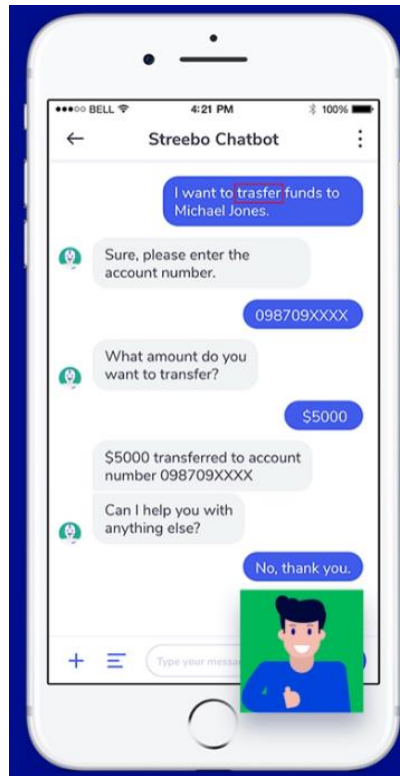 BELL 4:21 PM 100%
Streebo Chatbot
I want to trasfer funds to
Michael Jones.
Sure, please enter the
account number.
098709XXXX
What amount do you
want to transfer?
$5000
$5000 transferred to account
number 098709XXXX
Can I help you with
anything else?
No, thank you.
Type your messa